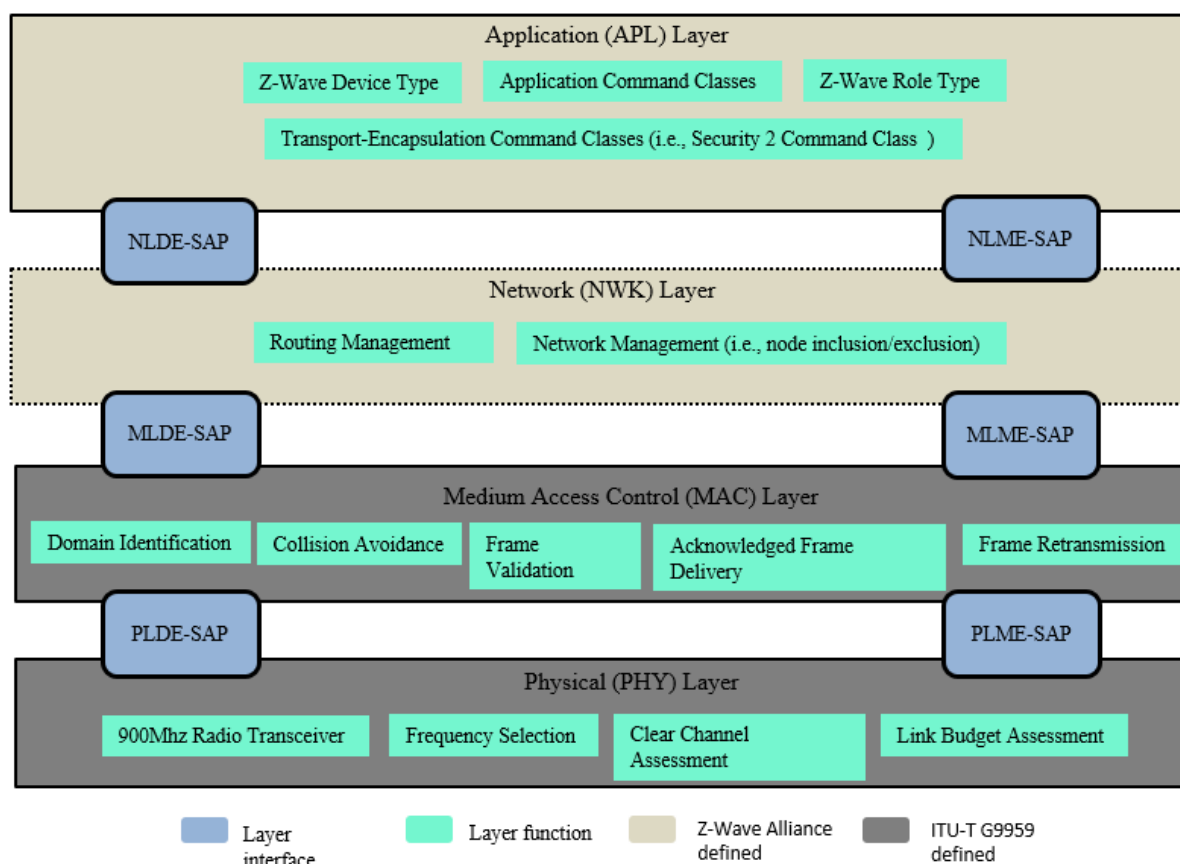 Application (APL) Layer
Z-Wave Device Type
Application Command Classes
Z-Wave Role Type
Transport-Encapsulation Command Classes (i.e., Security 2 Command Class  )
NLDE-SAP
NLME-SAP
Network (NWK) Layer
Routing Management
Network Management (i.e., node inclusion/exclusion)
MLDE-SAP
MLME-SAP
Medium Access Control (MAC) Layer
Domain Identification
Collision Avoidance
Frame
Validation
Acknowledged Frame
Delivery
Frame Retransmission
PLDE-SAP
PLME-SAP
Physical (PHY) Layer
900Mhz Radio Transceiver
Frequency Selection
Clear Channel
Assessment
Link Budget Assessment
Layer
interface
Layer function
Z-Wave Alliance
defined
ITU-T G9959
defined